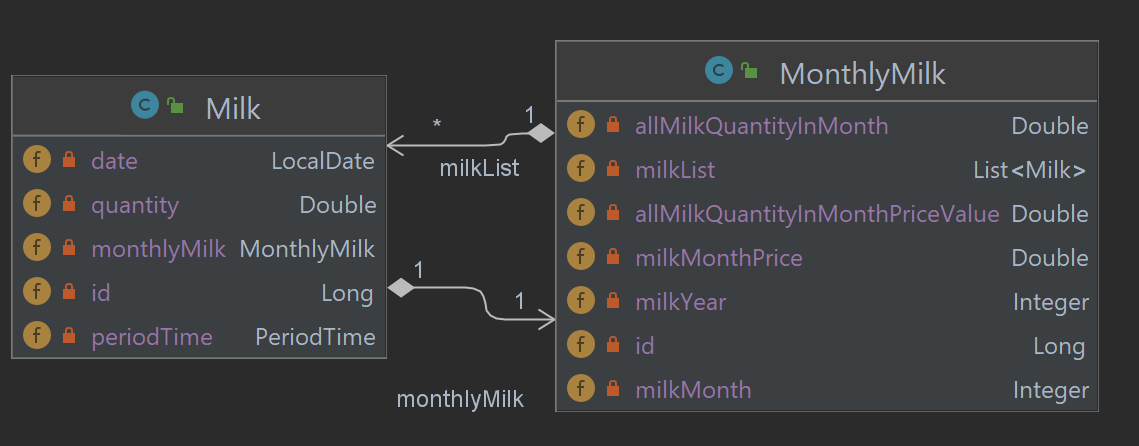 C Milk
f date LocalDate
f quantity Double
f monthlyMilk MonthlyMilk
f id Long
f periodTime PeriodTime
* 1
milkList
1
1
monthlyMilk
C MonthlyMilk
f allMilkQuantityInMonth Double
f milkList List<Milk>
f allMilkQuantityInMonthPriceValue Double
f milkMonthPrice Double
f milkYear Integer
f id Long
f milkMonth Integer